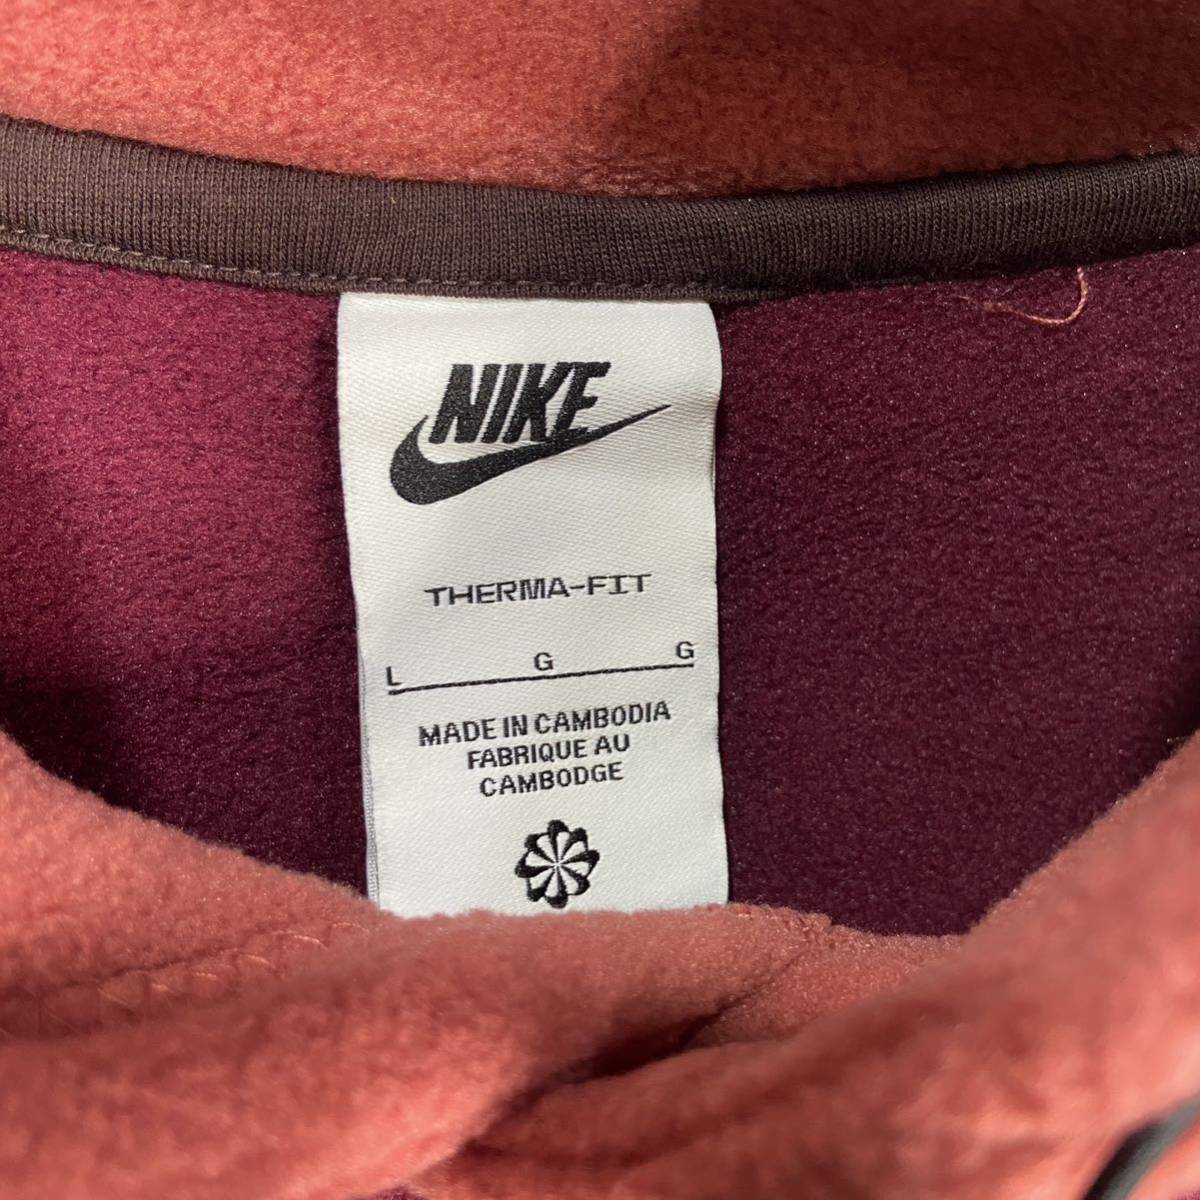 NIKE
THERMA-FIT
L G G
MADE IN CAMBODIA
FABRIQUE AU
CAMBODGE